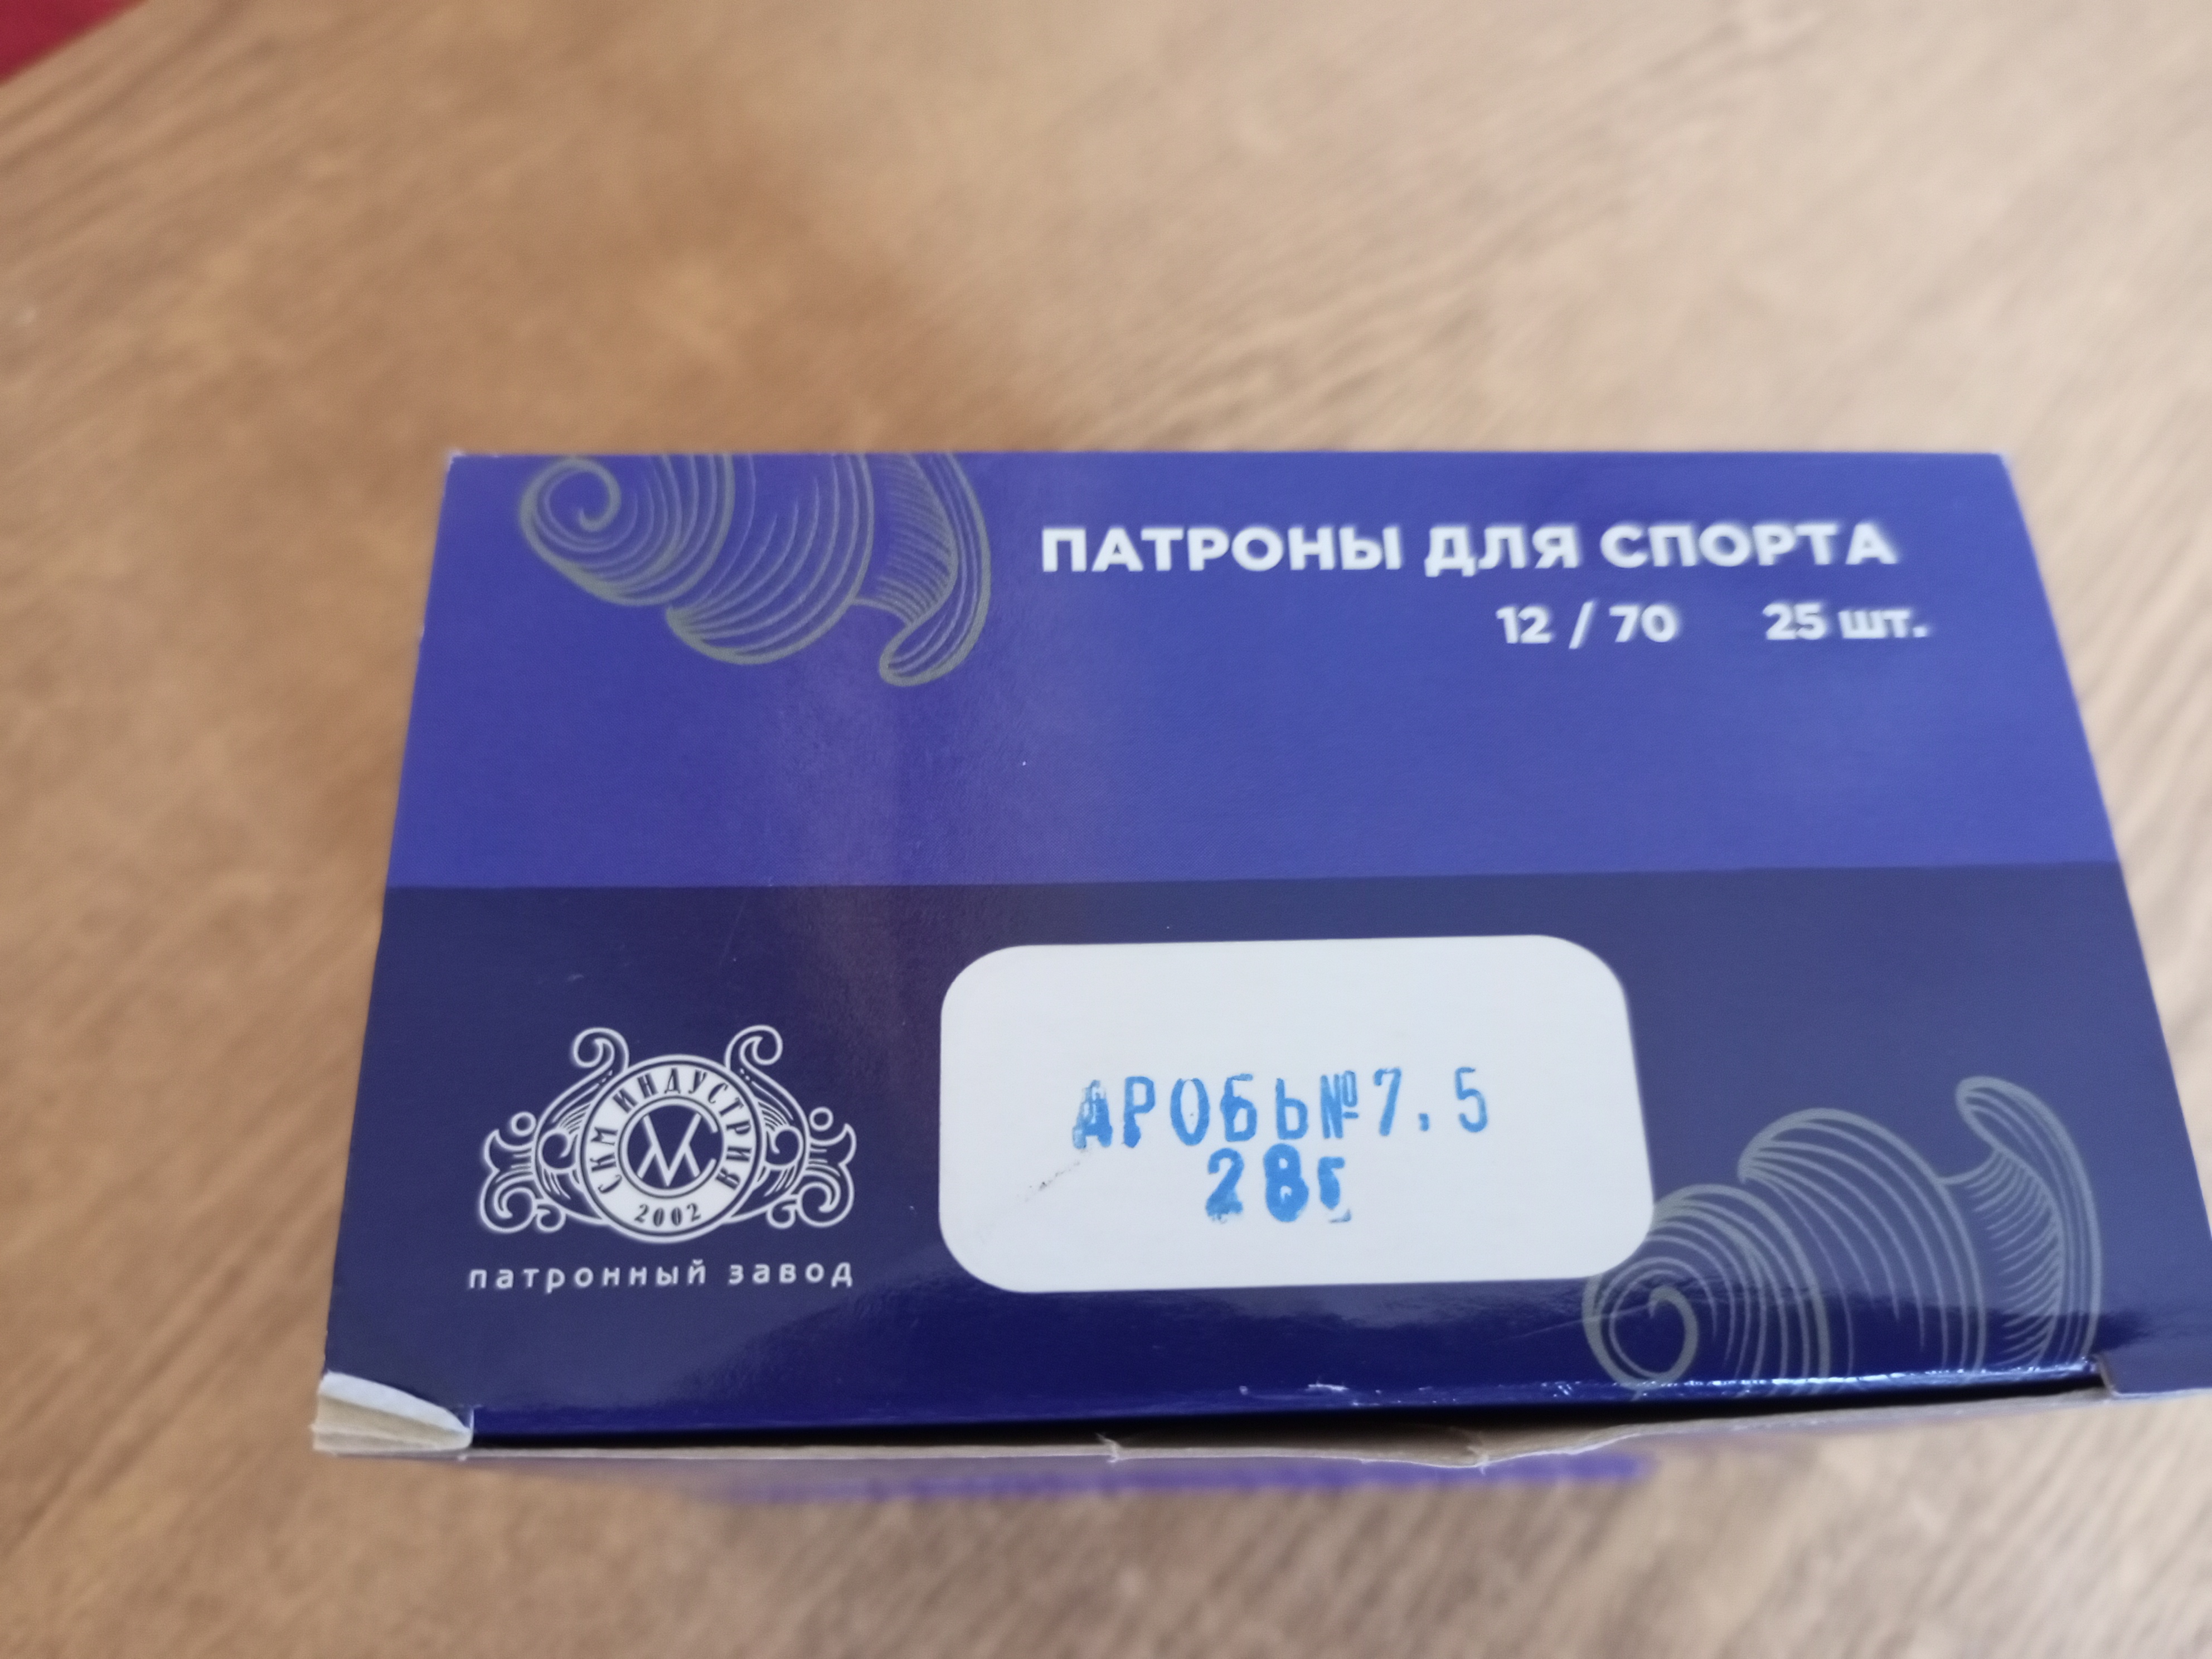 ПАТРОНЫ ДЛЯ СПОРТА
12 / 70 25 шт.
СКМ ИНДУСТРИЯ
2002
патронный завод
ДРОБЬ№7.5
28г